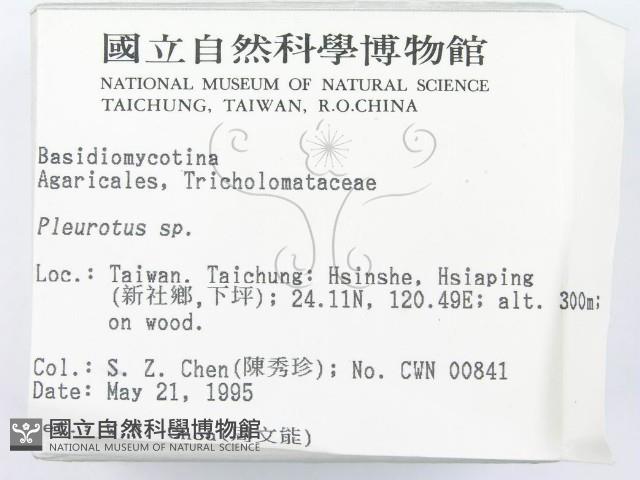 國立自然科學博物館
NATIONAL MUSEUM OF NATURAL SCIENCE
TAICHUNG, TAIWAN, R.O.CHINA
Basidiomycotina
Agaricales, Tricholomataceae
Pleurotus sp.
Loc.: Taiwan. Taichung: Hsinshe, Hsiaping
(新社鄉,下坪); 24.11N, 120.49E; alt. 300m;
on wood.
Col.: S. Z. Chen(陳秀珍); No. CWN 00841
Date: May 21, 1995
文能)
國立自然科學博物館
NATIONAL MUSEUM OF NATURAL SCIENCE